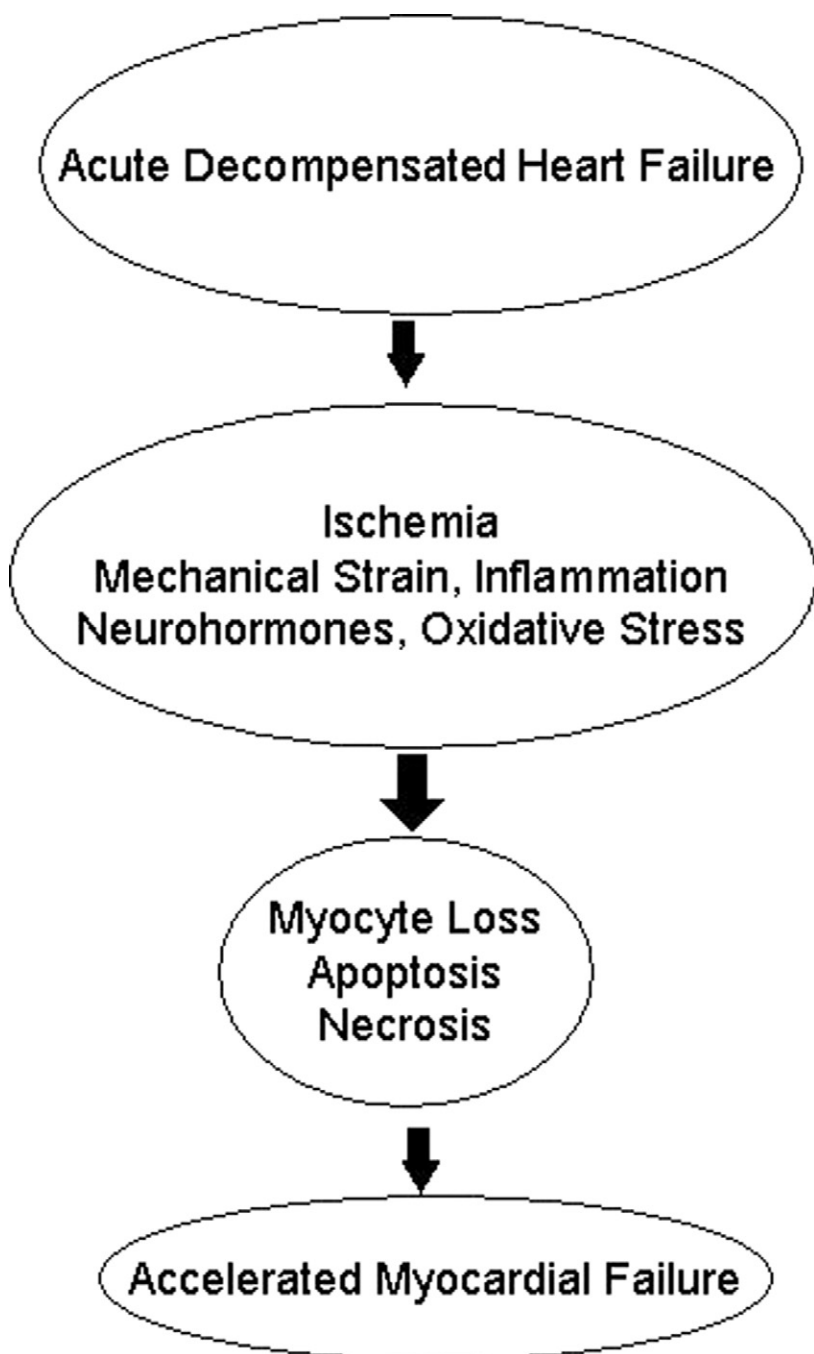 Acute Decompensated Heart Failure
Ischemia
Mechanical Strain, Inflammation
Neurohormones, Oxidative Stress
Myocyte Loss
Apoptosis
Necrosis
Accelerated Myocardial Failure